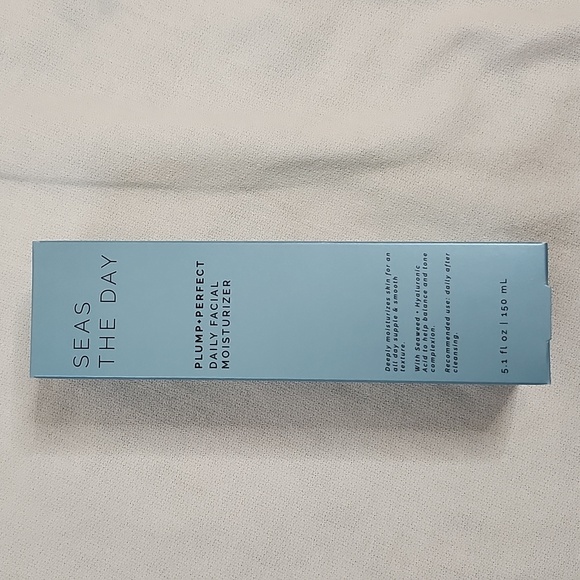 SEAS
THE DAY
PLUMP+PERFECT
DAILY FACIAL
MOISTURIZER
Deeply moisturizes skin for an
all day supple & smooth
texture.
With Seaweed + Hyaluronic
Acid to help balance and tone
complexion.
Recommended use: daily after
cleansing.
5.1 fl oz | 150 mL